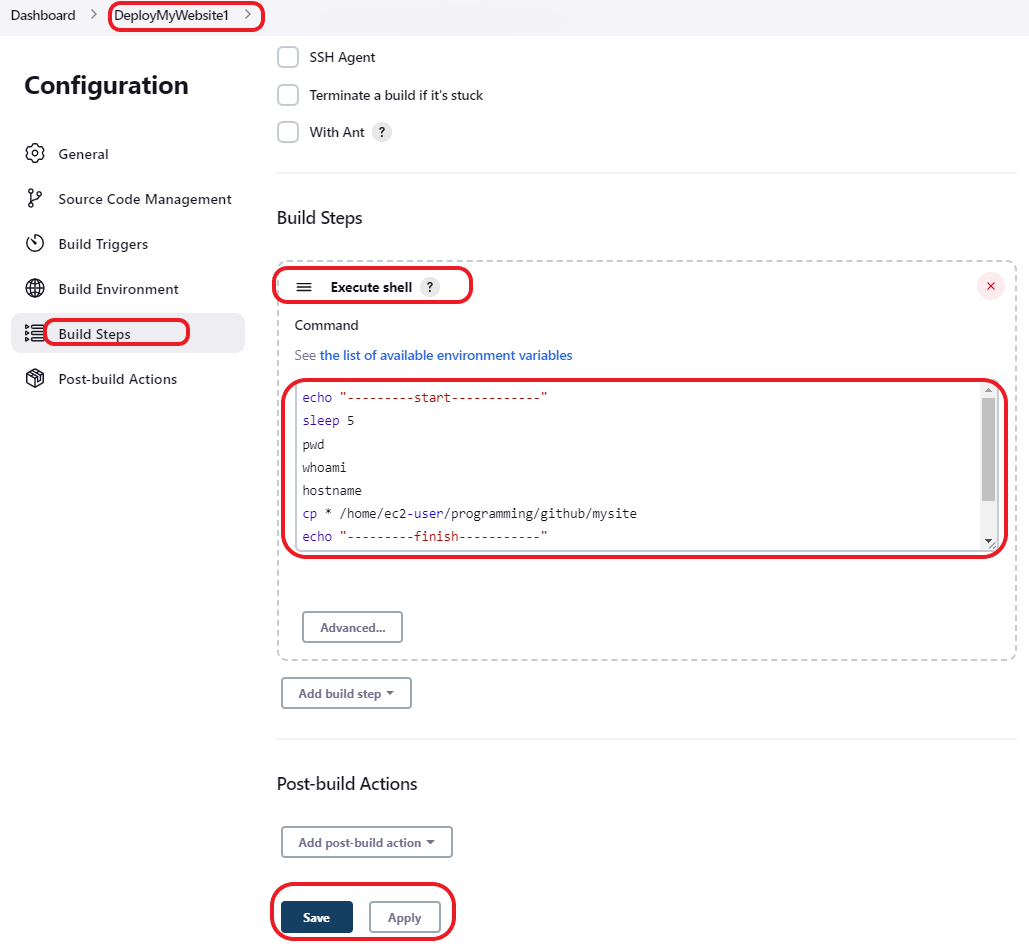 Dashboard > DeployMyWebsite1 >
Configuration
General
Source Code Management
Build Triggers
Build Environment
Build Steps
Post-build Actions
SSH Agent
Terminate a build if it's stuck
With Ant ?
Build Steps
Execute shell ?
Command
See the list of available environment variables
echo "---------start------------"
sleep 5
pwd
whoami
hostname
cp * /home/ec2-user/programming/github/mysite
echo "---------finish-----------"
Advanced...
Add build step
Post-build Actions
Add post-build action
Save Apply